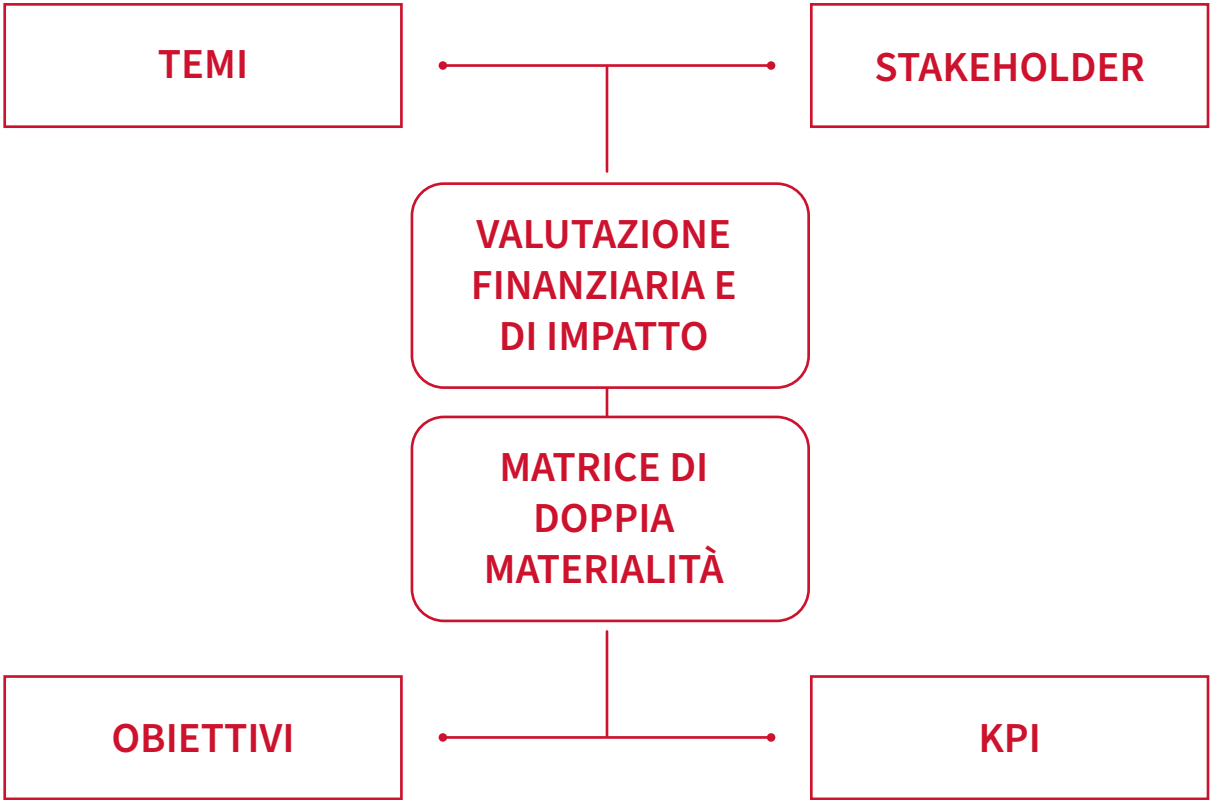 TEMI
STAKEHOLDER
VALUTAZIONE
FINANZIARIA E
DI IMPATTO
MATRICE DI
DOPPIA
MATERIALITÀ
OBIETTIVI
KPI